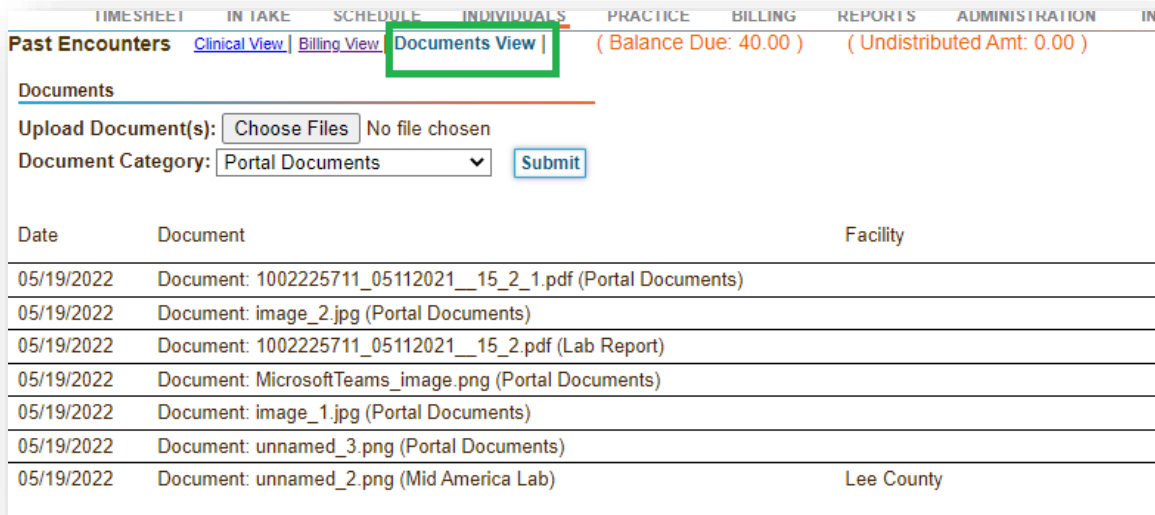 TIMESHEET IN TAKE SCHEDULE INDIVIDUALS PRACTICE BILLING REPORTS ADMINISTRATION
Past Encounters Clinical View | Billing View | Documents View | ( Balance Due: 40.00 ) ( Undistributed Amt: 0.00 )
Documents
Upload Document(s): Choose Files No file chosen
Document Category: Portal Documents Submit
Date Document Facility
05/19/2022 Document: 1002225711_05112021__15_2_1.pdf (Portal Documents)
05/19/2022 Document: image_2.jpg (Portal Documents)
05/19/2022 Document: 1002225711_05112021__15_2.pdf (Lab Report)
05/19/2022 Document: MicrosoftTeams_image.png (Portal Documents)
05/19/2022 Document: image_1.jpg (Portal Documents)
05/19/2022 Document: unnamed_3.png (Portal Documents)
05/19/2022 Document: unnamed_2.png (Mid America Lab) Lee County